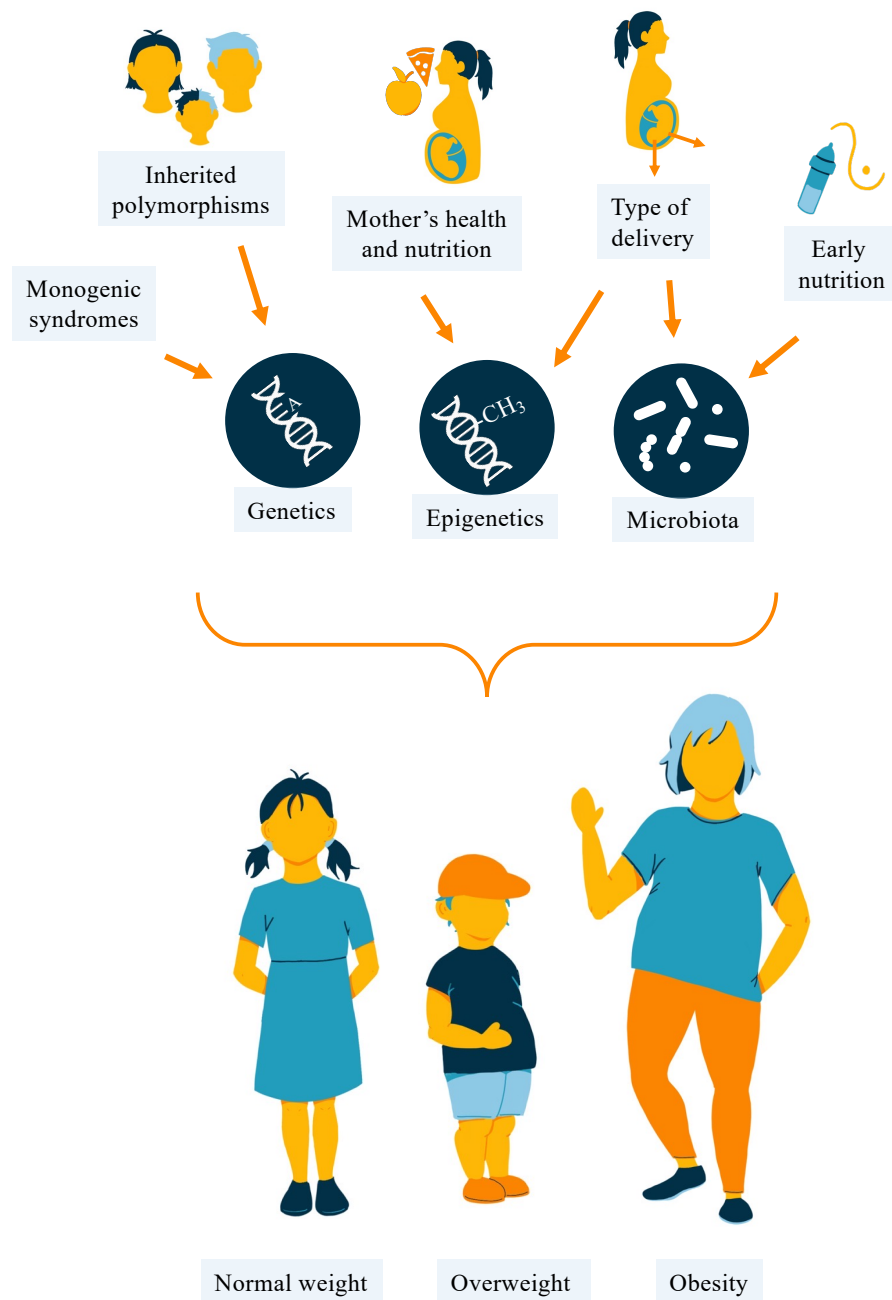 Inherited
polymorphisms
Mother’s health
and nutrition
Type of
delivery
Early
nutrition
Monogenic
syndromes
A
CH₃
Genetics
Epigenetics
Microbiota
Normal weight
Overweight
Obesity